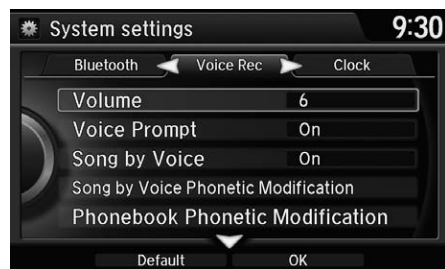 System settings 9:30
Bluetooth Voice Rec Clock
Volume 6
Voice Prompt On
Song by Voice On
Song by Voice Phonetic Modification
Phonebook Phonetic Modification
Default OK